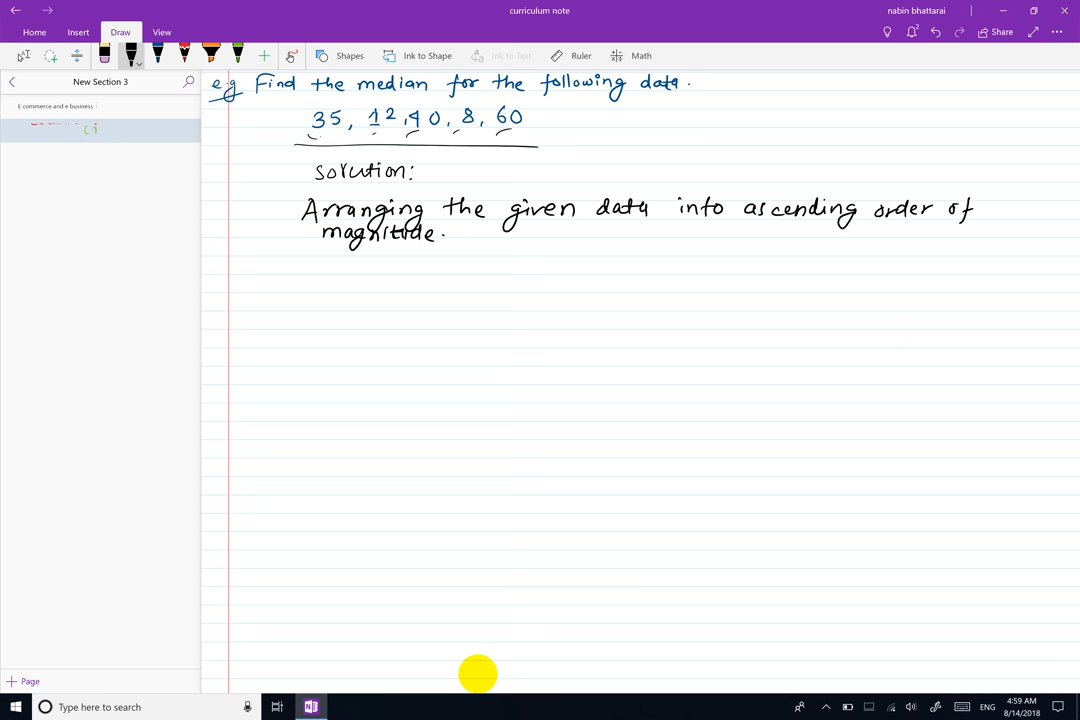 curriculum note
nabin bhattarai
Home Insert Draw View
2
Share
Shapes Ink to Shape Ink to Text Ruler Math
New Section 3
E commerce and e business
e.g Find the median for the following data.
35, 12, 40, 8, 60
Solution:
Arranging the given data into ascending order of
magnitude.
+ Page
Type here to search
ENG
4:59 AM
8/14/2018